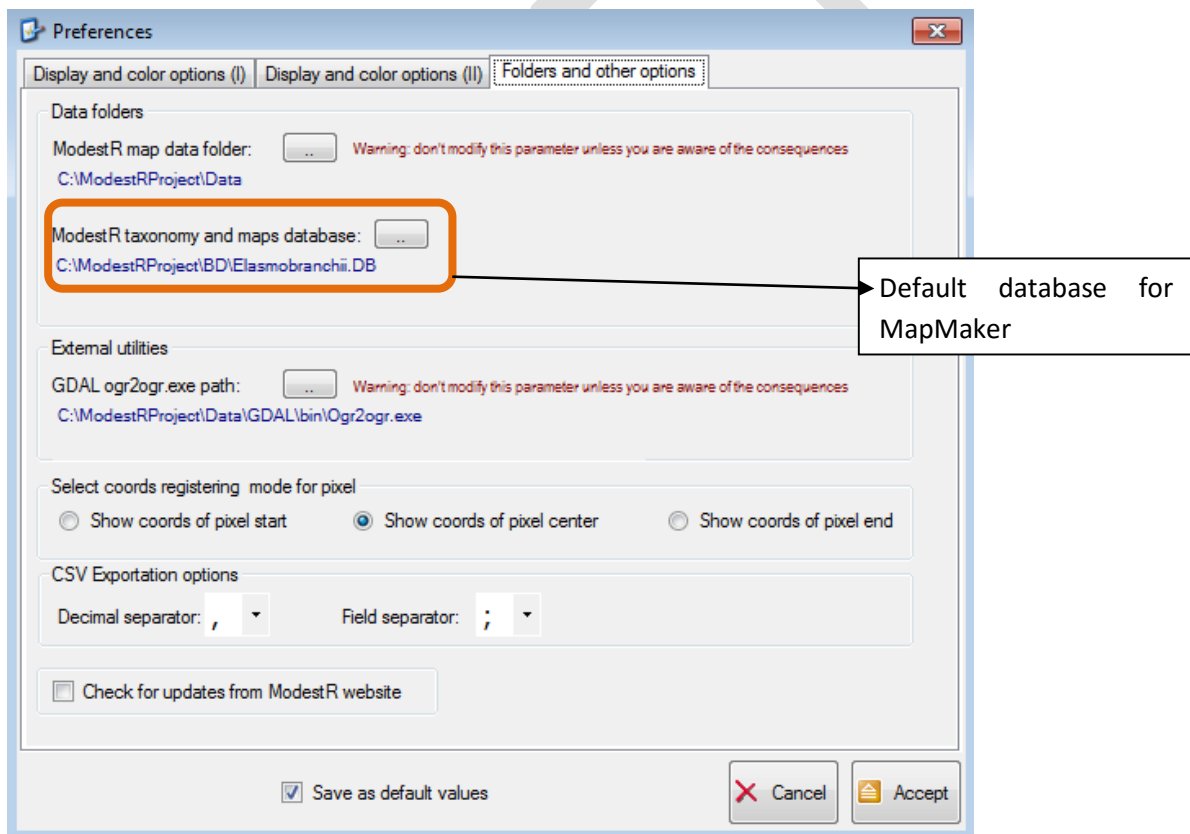 Preferences
Display and color options (I) Display and color options (II) Folders and other options
Data folders
ModestR map data folder: .. Warning: don't modify this parameter unless you are aware of the consequences
C:\ModestRProject\Data
ModestR taxonomy and maps database: ..
C:\ModestRProject\BD\Elasmobranchii.DB
Default database for
MapMaker
External utilities
GDAL ogr2ogr.exe path: .. Warning: don't modify this parameter unless you are aware of the consequences
C:\ModestRProject\Data\GDAL\bin\Ogr2ogr.exe
Select coords registering mode for pixel
Show coords of pixel start Show coords of pixel center Show coords of pixel end
CSV Exportation options
Decimal separator: , Field separator: ;
Check for updates from ModestR website
Save as default values Cancel Accept